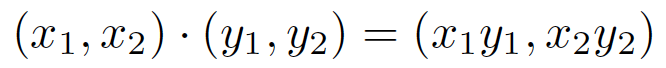 (x₁, x₂) · (y₁, y₂) = (x₁y₁, x₂y₂)